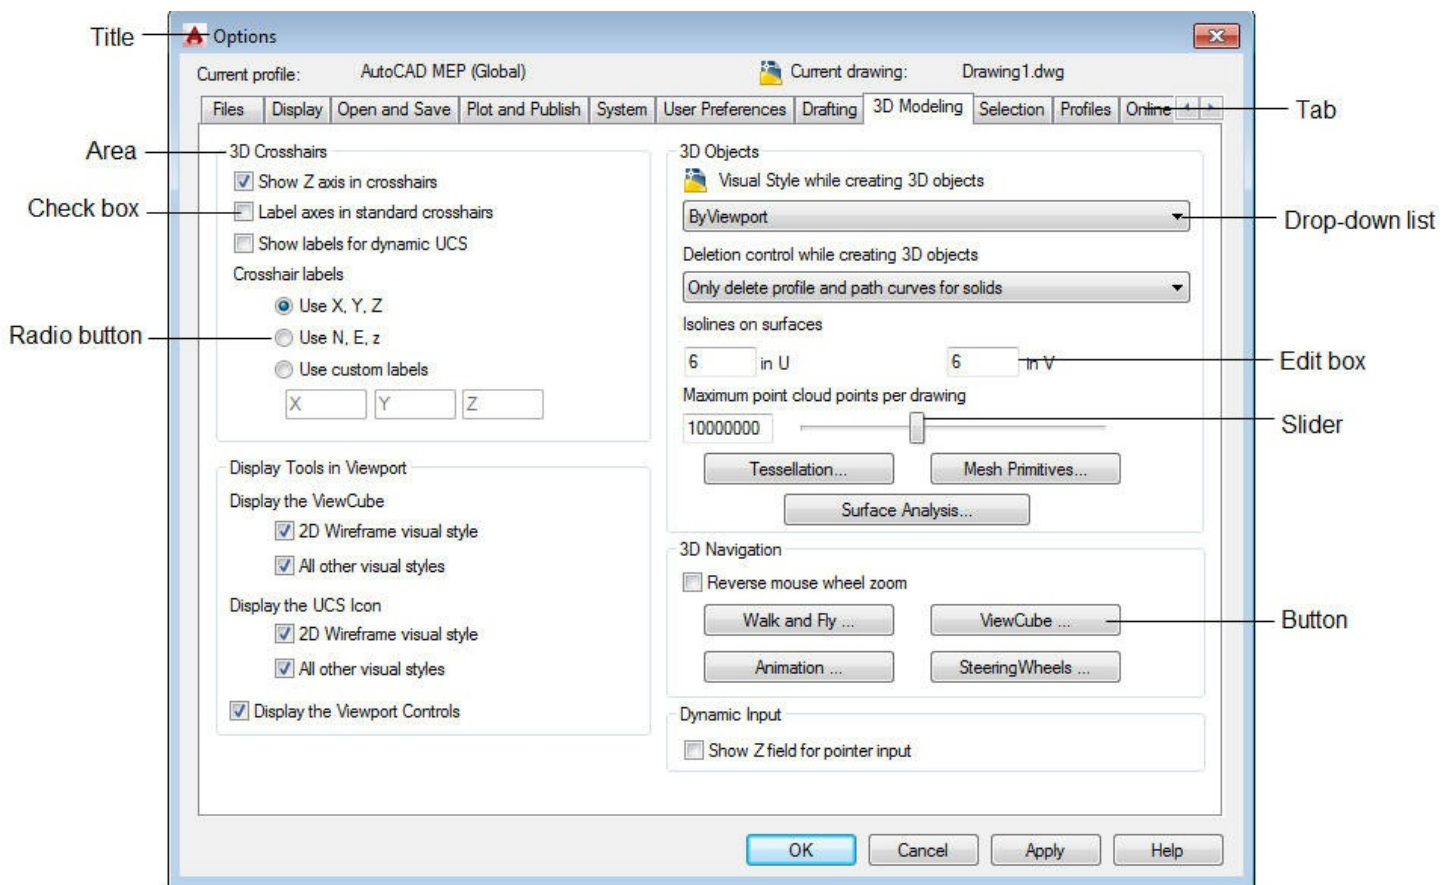 Title
Options
Current profile: AutoCAD MEP (Global) Current drawing: Drawing1.dwg
Files Display Open and Save Plot and Publish System User Preferences Drafting 3D Modeling Selection Profiles Online
Tab
Area
3D Crosshairs
Show Z axis in crosshairs
Check box
Label axes in standard crosshairs
Show labels for dynamic UCS
Crosshair labels
Use X, Y, Z
Radio button
Use N, E, z
Use custom labels
X Y Z
Display Tools in Viewport
Display the ViewCube
2D Wireframe visual style
All other visual styles
Display the UCS Icon
2D Wireframe visual style
All other visual styles
Display the Viewport Controls
3D Objects
Visual Style while creating 3D objects
ByViewport
Drop-down list
Deletion control while creating 3D objects
Only delete profile and path curves for solids
Isolines on surfaces
6 in U 6 in V
Edit box
Maximum point cloud points per drawing
10000000
Slider
Tessellation... Mesh Primitives...
Surface Analysis...
3D Navigation
Reverse mouse wheel zoom
Walk and Fly ... ViewCube ...
Button
Animation ... SteeringWheels ...
Dynamic Input
Show Z field for pointer input
OK Cancel Apply Help